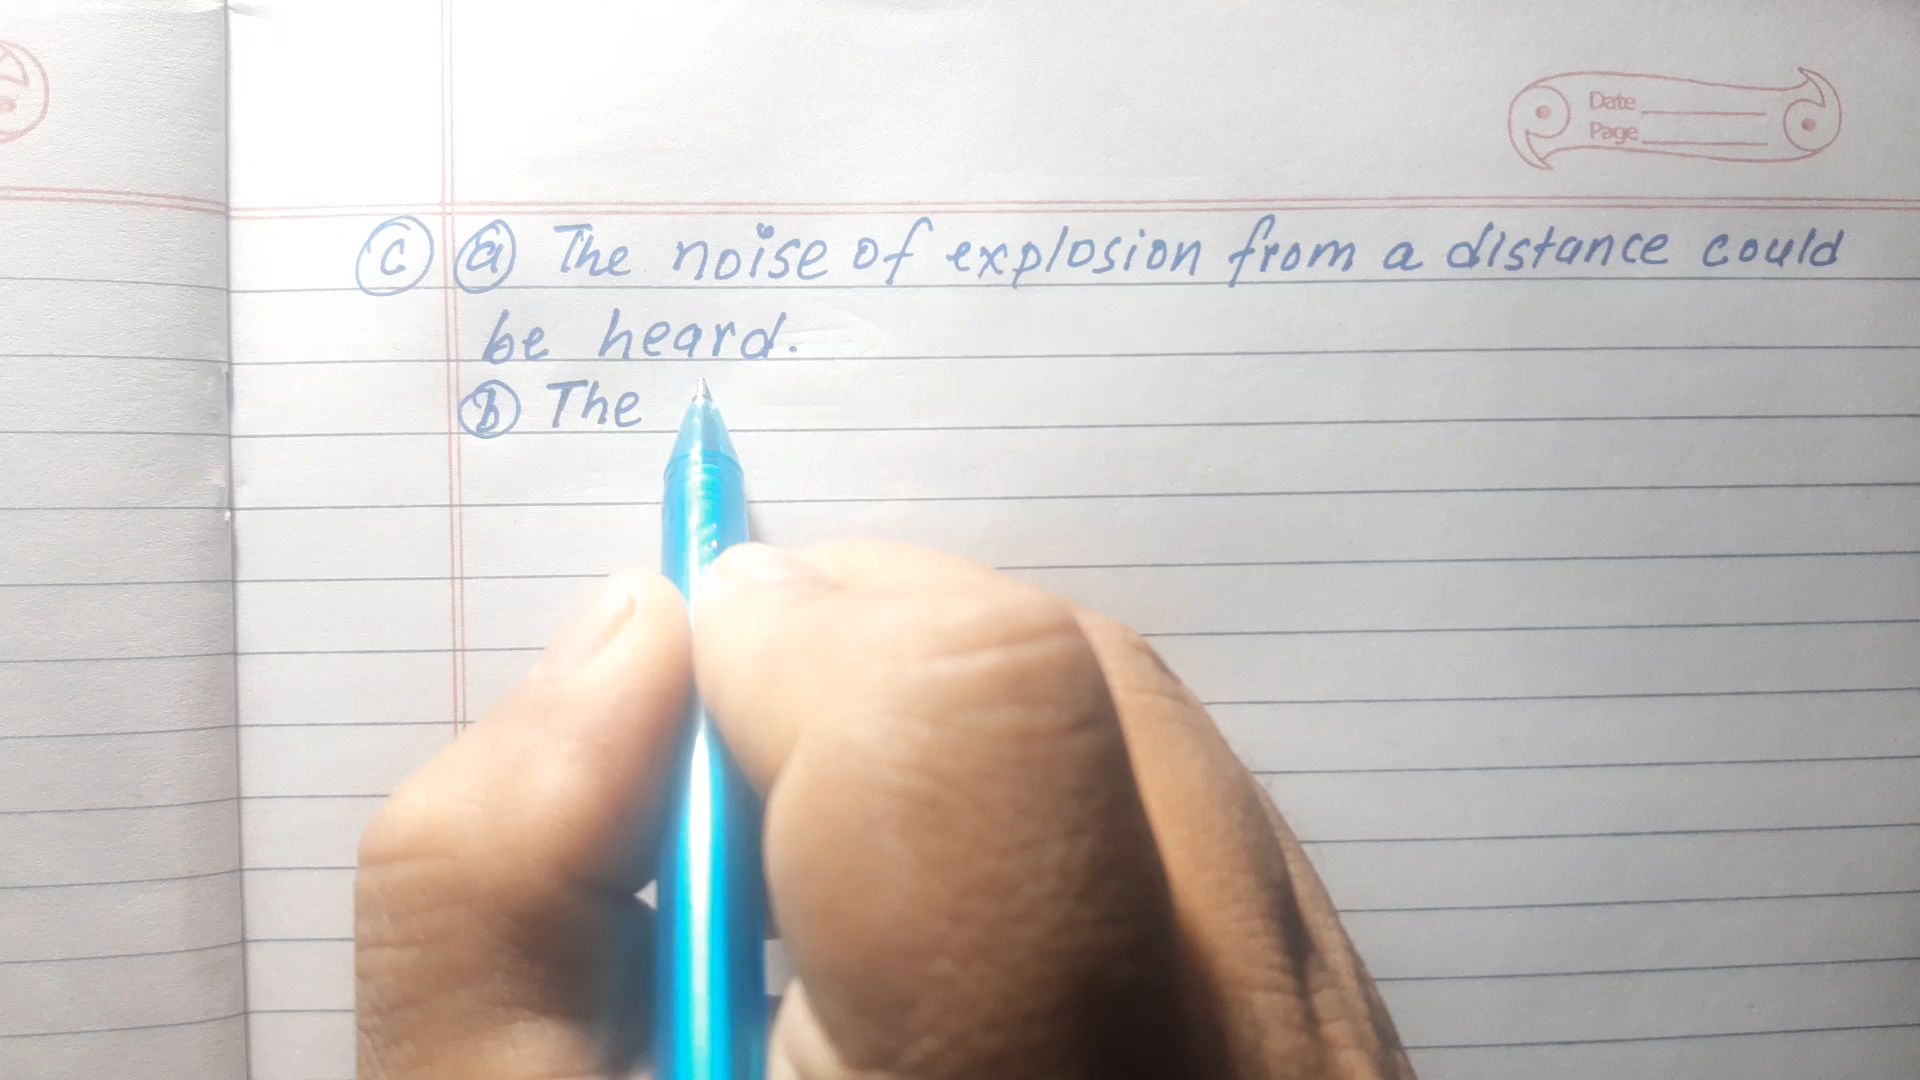 Date
Page
C a The noise of explosion from a distance could
be heard.
b The